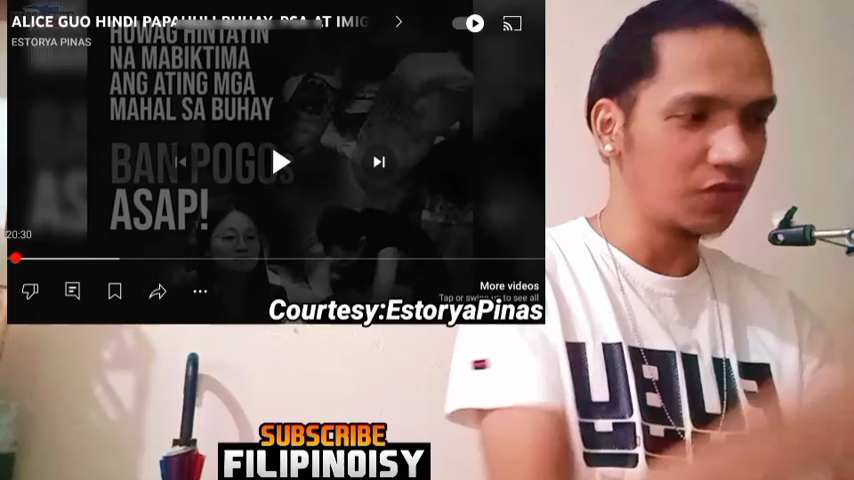 ALICE GUO HINDI PAPAHULI BUHAY, PSA AT IMIG
ESTORYA PINAS
HUWAG HINTAYIN
NA MABIKTIMA
ANG ATING MGA
MAHAL SA BUHAY
BAN POGOs
ASAP!
20:30
More videos
Tap or swipe up to see all
Courtesy:EstoryaPinas
SUBSCRIBE
FILIPINOISY